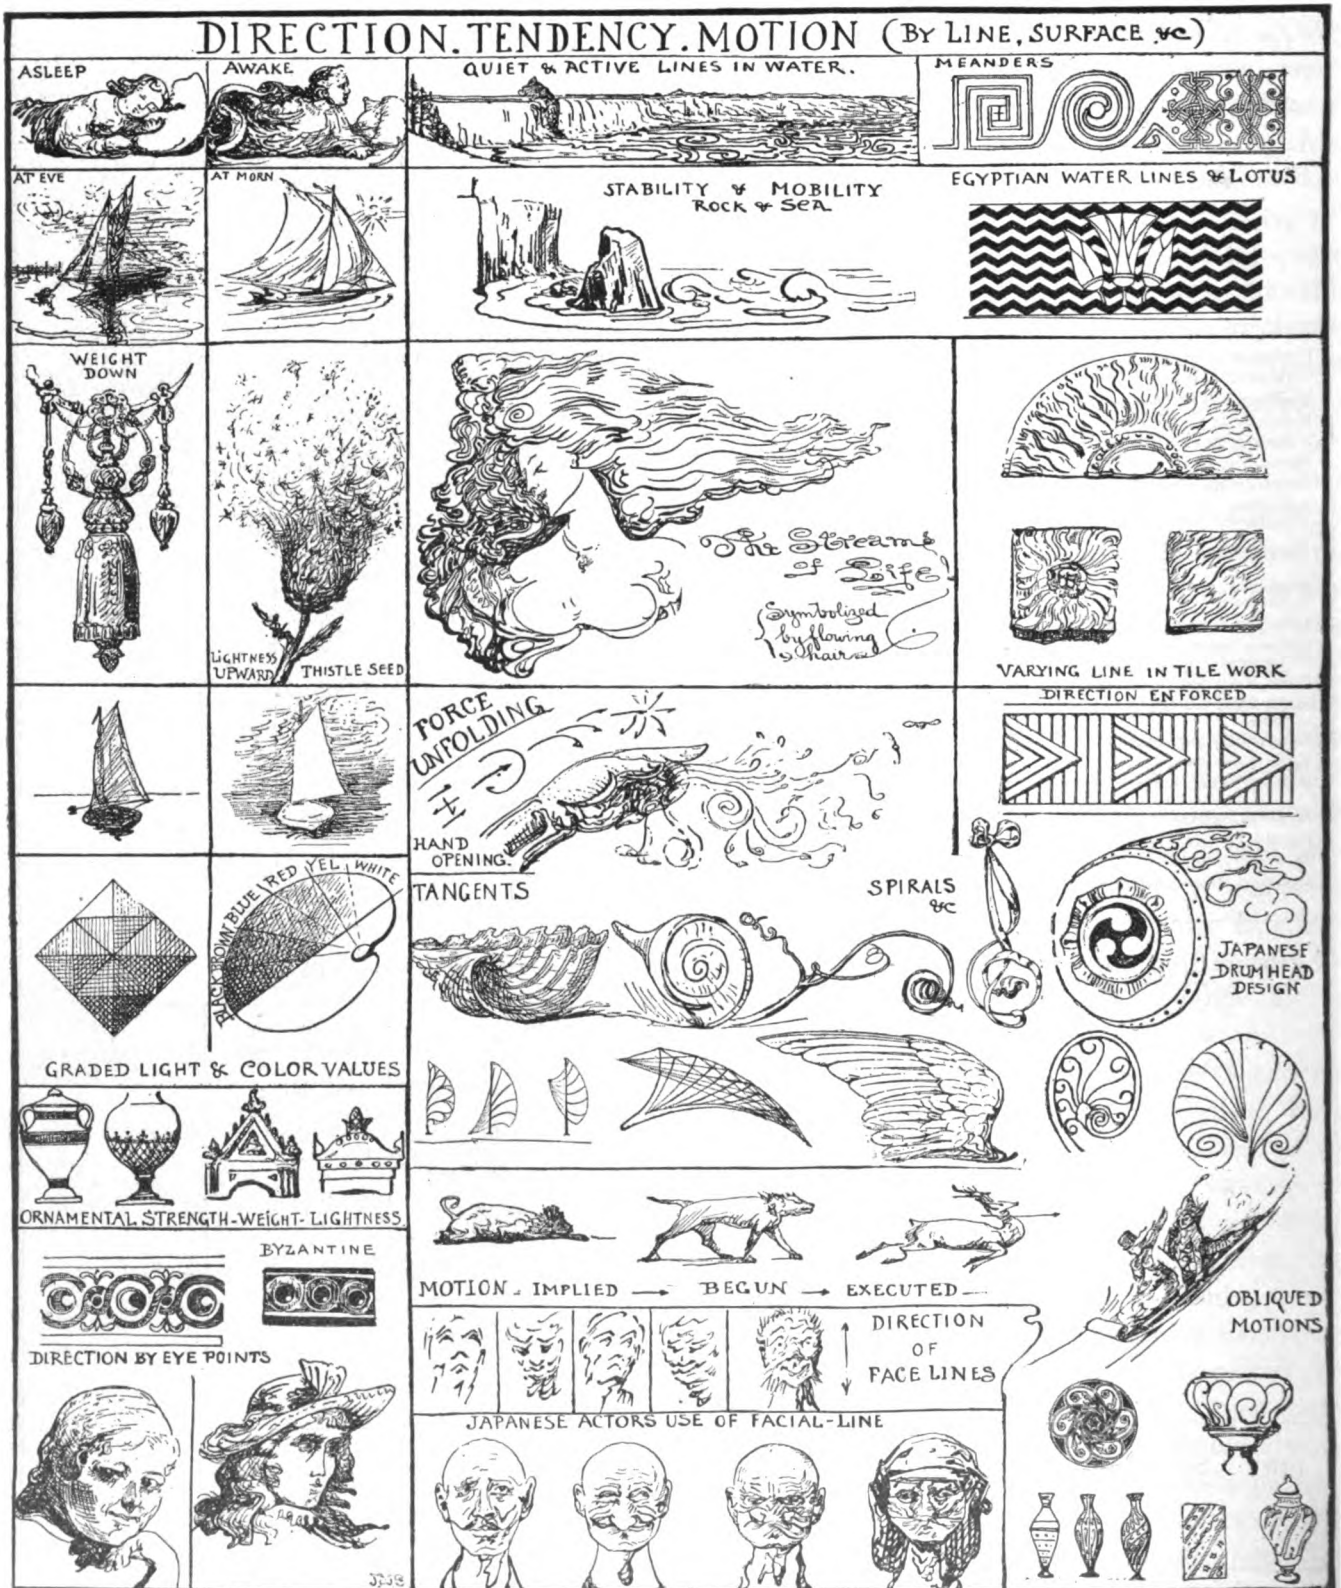 DIRECTION. TENDENCY. MOTION (BY LINE, SURFACE &C)
ASLEEP
AWAKE
QUIET & ACTIVE LINES IN WATER.
MEANDERS
AT EVE
AT MORN
STABILITY & MOBILITY
ROCK & SEA
EGYPTIAN WATER LINES & LOTUS
WEIGHT
DOWN
LIGHTNESS
UPWARD
THISTLE SEED
The Streams
of Life
Symbolized
by flowing
hair
VARYING LINE IN TILE WORK
FORCE
UNFOLDING
HAND
OPENING.
DIRECTION ENFORCED
BLACK BROWN BLUE RED YEL WHITE
GRADED LIGHT & COLOR VALUES
TANGENTS
SPIRALS
&C
JAPANESE
DRUM HEAD
DESIGN
ORNAMENTAL STRENGTH-WEIGHT-LIGHTNESS
MOTION - IMPLIED → BEGUN → EXECUTED
OBLIQUED
MOTIONS
BYZANTINE
DIRECTION BY EYE POINTS
DIRECTION
OF
FACE LINES
JAPANESE ACTORS USE OF FACIAL-LINE